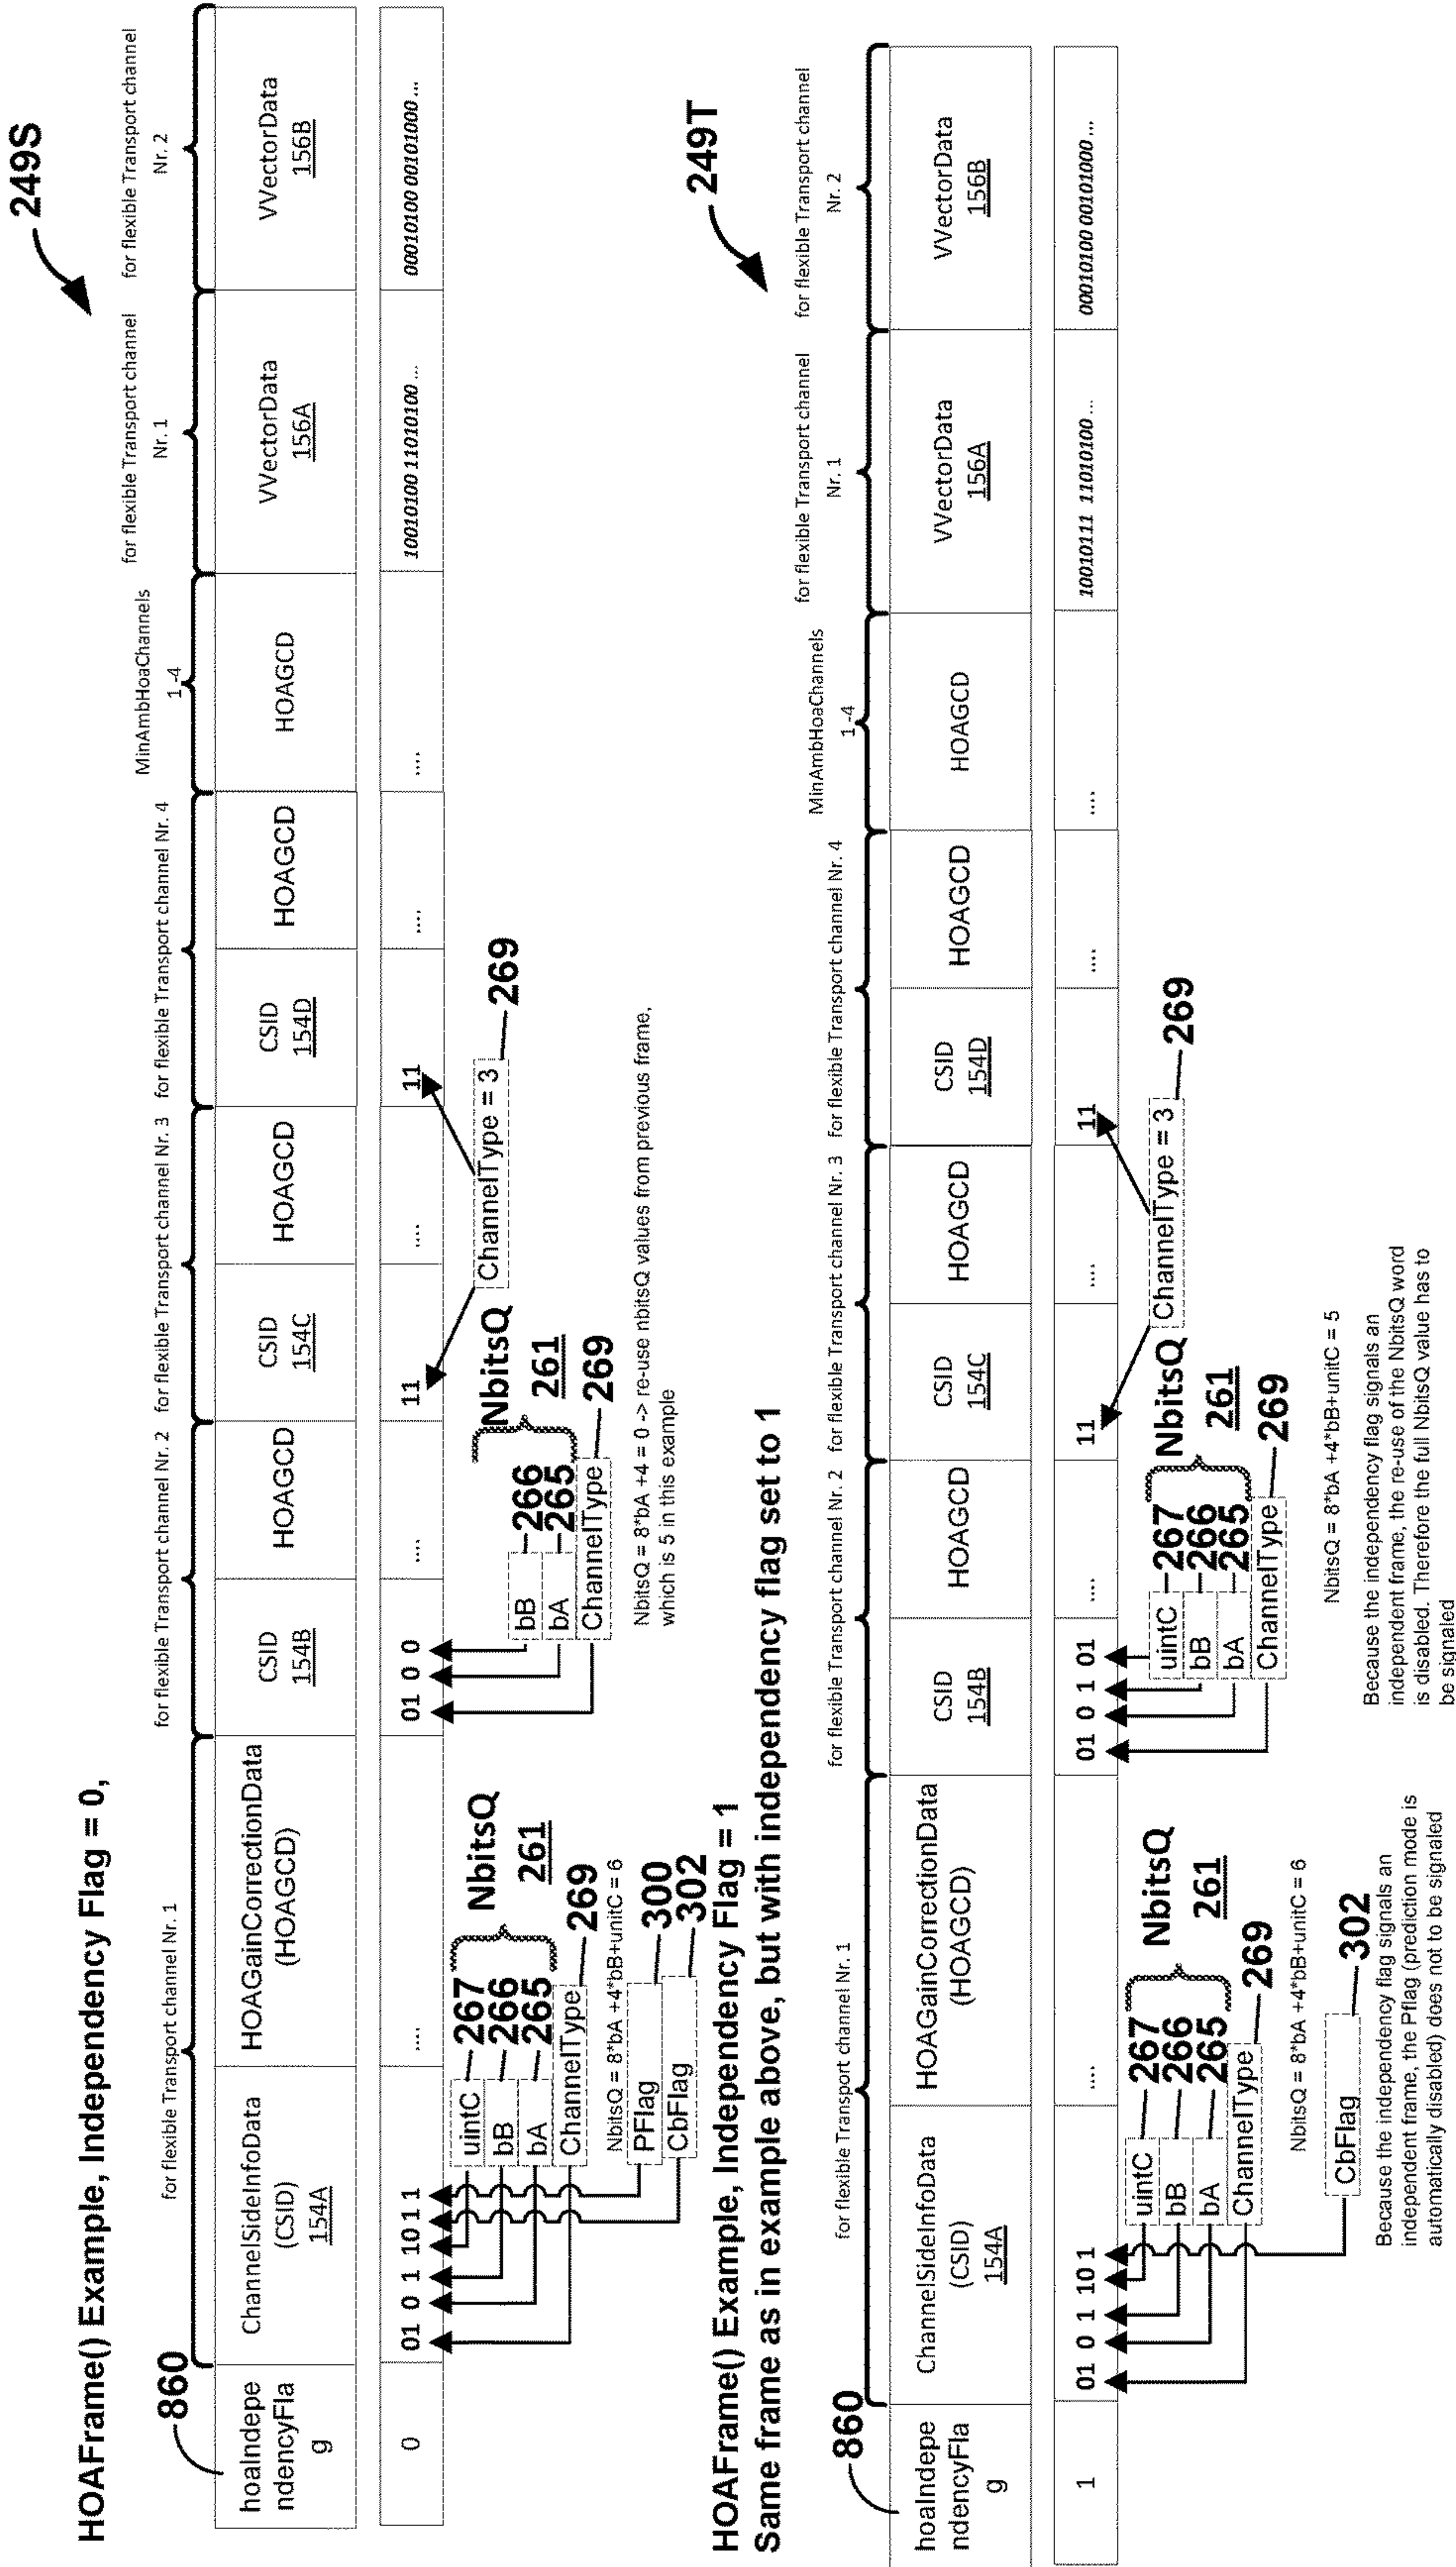 HOAFrame() Example, Independency Flag = 0,
249S
860
for flexible Transport channel Nr. 1
for flexible Transport channel Nr. 2
for flexible Transport channel Nr. 3
for flexible Transport channel Nr. 4
MinAmbHoaChannels
1-4
for flexible Transport channel
Nr. 1
for flexible Transport channel
Nr. 2
hoaIndepe
ndencyFla
g
ChannelSideInfoData
(CSID)
154A
HOAGainCorrectionData
(HOAGCD)
CSID
154B
HOAGCD
CSID
154C
HOAGCD
CSID
154D
HOAGCD
HOAGCD
VVectorData
156A
VVectorData
156B
0
01 0 1 10 1 1
....
01 0 0
....
11
....
11
....
....
10010100 11010100 ...
00010100 00101000 ...
uintC
267
bB
266
bA
265
NbitsQ
261
ChannelType
269
NbitsQ = 8*bA +4*bB+unitC = 6
PFlag
300
CbFlag
302
bB
266
bA
265
NbitsQ
261
ChannelType
269
NbitsQ = 8*bA +4 = 0 -> re-use nbitsQ values from previous frame,
which is 5 in this example
ChannelType = 3
269
HOAFrame() Example, Independency Flag = 1
Same frame as in example above, but with independency flag set to 1
249T
860
for flexible Transport channel Nr. 1
for flexible Transport channel Nr. 2
for flexible Transport channel Nr. 3
for flexible Transport channel Nr. 4
MinAmbHoaChannels
1-4
for flexible Transport channel
Nr. 1
for flexible Transport channel
Nr. 2
hoaIndepe
ndencyFla
g
ChannelSideInfoData
(CSID)
154A
HOAGainCorrectionData
(HOAGCD)
CSID
154B
HOAGCD
CSID
154C
HOAGCD
CSID
154D
HOAGCD
HOAGCD
VVectorData
156A
VVectorData
156B
1
01 0 1 10 1
....
01 0 1 01
....
11
....
11
....
....
10010111 11010100 ...
00010100 00101000 ...
uintC
267
bB
266
bA
265
NbitsQ
261
ChannelType
269
NbitsQ = 8*bA +4*bB+unitC = 6
CbFlag
302
Because the independency flag signals an
independent frame, the Pflag (prediction mode is
automatically disabled) does not to be signaled
uintC
267
bB
266
bA
265
NbitsQ
261
ChannelType
269
NbitsQ = 8*bA +4*bB+unitC = 5
Because the independency flag signals an
independent frame, the re-use of the NbitsQ word
is disabled. Therefore the full NbitsQ value has to
be signaled
ChannelType = 3
269